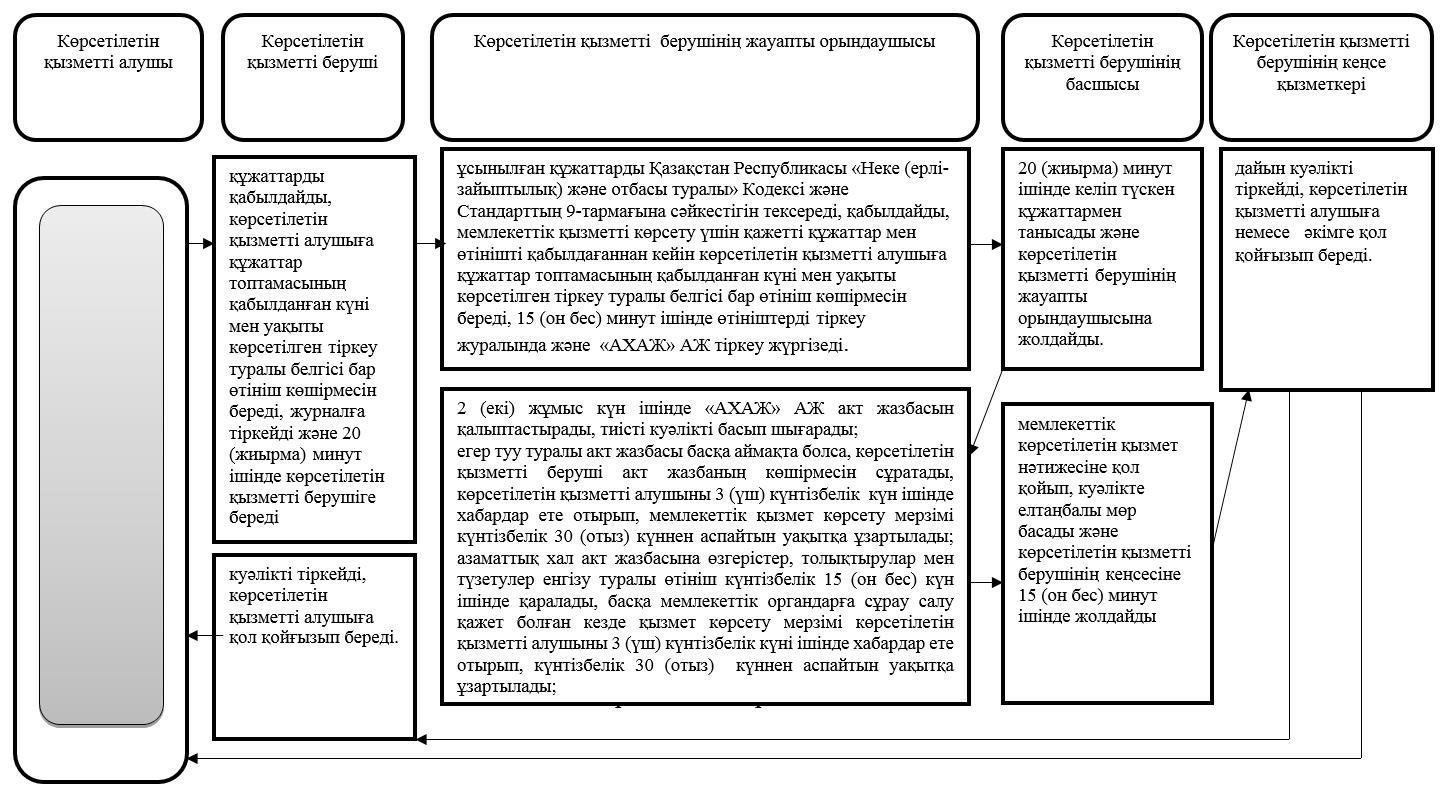 Көрсетілетін
қызметті алушы
Көрсетілетін
қызметті беруші
Көрсетілетін қызметті берушінің жауапты орындаушысы
Көрсетілетін
қызметті берушінің
басшысы
Көрсетілетін қызметті
берушінің кеңсе
қызметкері
құжаттарды
қабылдайды,
көрсетілетін
қызметті алушыға
құжаттар
топтамасының
қабылданған күні
мен уақыты
көрсетілген тіркеу
туралы белгісі бар
өтініш көшірмесін
береді, журналға
тіркейді және 20
(жиырма) минут
ішінде көрсетілетін
қызметті берушіге
береді
ұсынылған құжаттарды Қазақстан Республикасы «Неке (ерлі-
зайыптылық) және отбасы туралы» Кодексі және
Стандарттың 9-тармағына сәйкестігін тексереді, қабылдайды,
мемлекеттік қызметті көрсету үшін қажетті құжаттар мен
өтінішті қабылдағаннан кейін көрсетілетін қызметті алушыға
құжаттар топтамасының қабылданған күні мен уақыты
көрсетілген тіркеу туралы белгісі бар өтініш көшірмесін
береді, 15 (он бес) минут ішінде өтініштерді тіркеу
журалында және «АХАЖ» АЖ тіркеу жүргізеді.
20 (жиырма) минут
ішінде келіп түскен
құжаттармен
танысады және
көрсетілетін
қызметті берушінің
жауапты
орындаушысына
жолдайды.
дайын куәлікті
тіркейді, көрсетілетін
қызметті алушыға
немесе әкімге қол
қойғызып береді.
2 (екі) жұмыс күн ішінде «АХАЖ» АЖ акт жазбасын
қалыптастырады, тиісті куәлікті басып шығарады;
егер туу туралы акт жазбасы басқа аймақта болса, көрсетілетін
қызметті беруші акт жазбаның көшірмесін сұратады,
көрсетілетін қызметті алушыны 3 (үш) күнтізбелік күн ішінде
хабардар ете отырып, мемлекеттік қызмет көрсету мерзімі
күнтізбелік 30 (отыз) күннен аспайтын уақытқа ұзартылады;
азаматтық хал акт жазбасына өзгерістер, толықтырулар мен
түзетулер енгізу туралы өтініш күнтізбелік 15 (он бес) күн
ішінде қаралады, басқа мемлекеттік органдарға сұрау салу
қажет болған кезде қызмет көрсету мерзімі көрсетілетін
қызметті алушыны 3 (үш) күнтізбелік күні ішінде хабардар ете
отырып, күнтізбелік 30 (отыз) күннен аспайтын уақытқа
ұзартылады;
мемлекеттік
көрсетілетін қызмет
нәтижесіне қол
қойып, куәлікте
елтаңбалы мөр
басады және
көрсетілетін қызметті
берушінің кеңсесіне
15 (он бес) минут
ішінде жолдайды
куәлікті тіркейді,
көрсетілетін
қызметті алушыға
қол қойғызып береді.